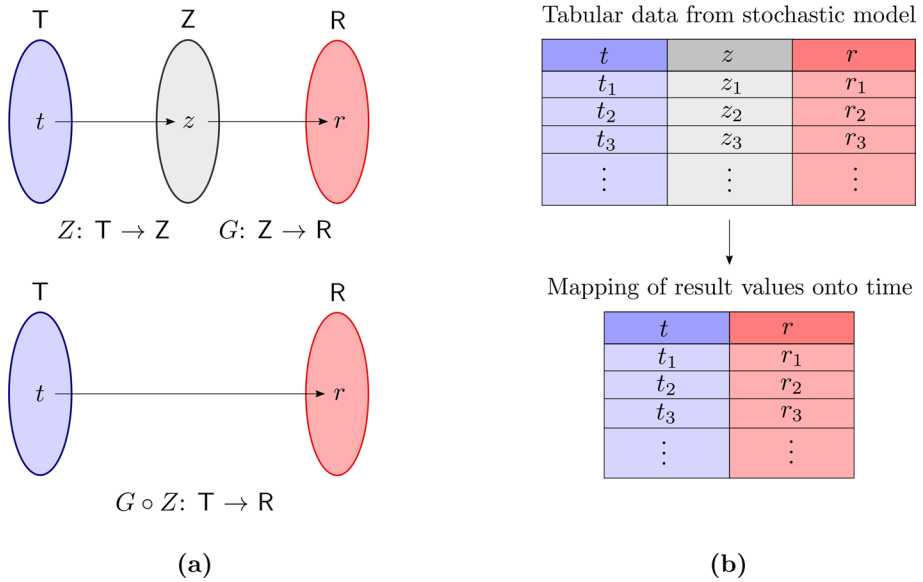 T Z R
t z r
Z: T → Z G: Z → R
T R
t r
G ∘ Z: T → R
(a)
Tabular data from stochastic model
t z r
t₁ z₁ r₁
t₂ z₂ r₂
t₃ z₃ r₃
⋮ ⋮ ⋮
Mapping of result values onto time
t r
t₁ r₁
t₂ r₂
t₃ r₃
⋮ ⋮
(b)